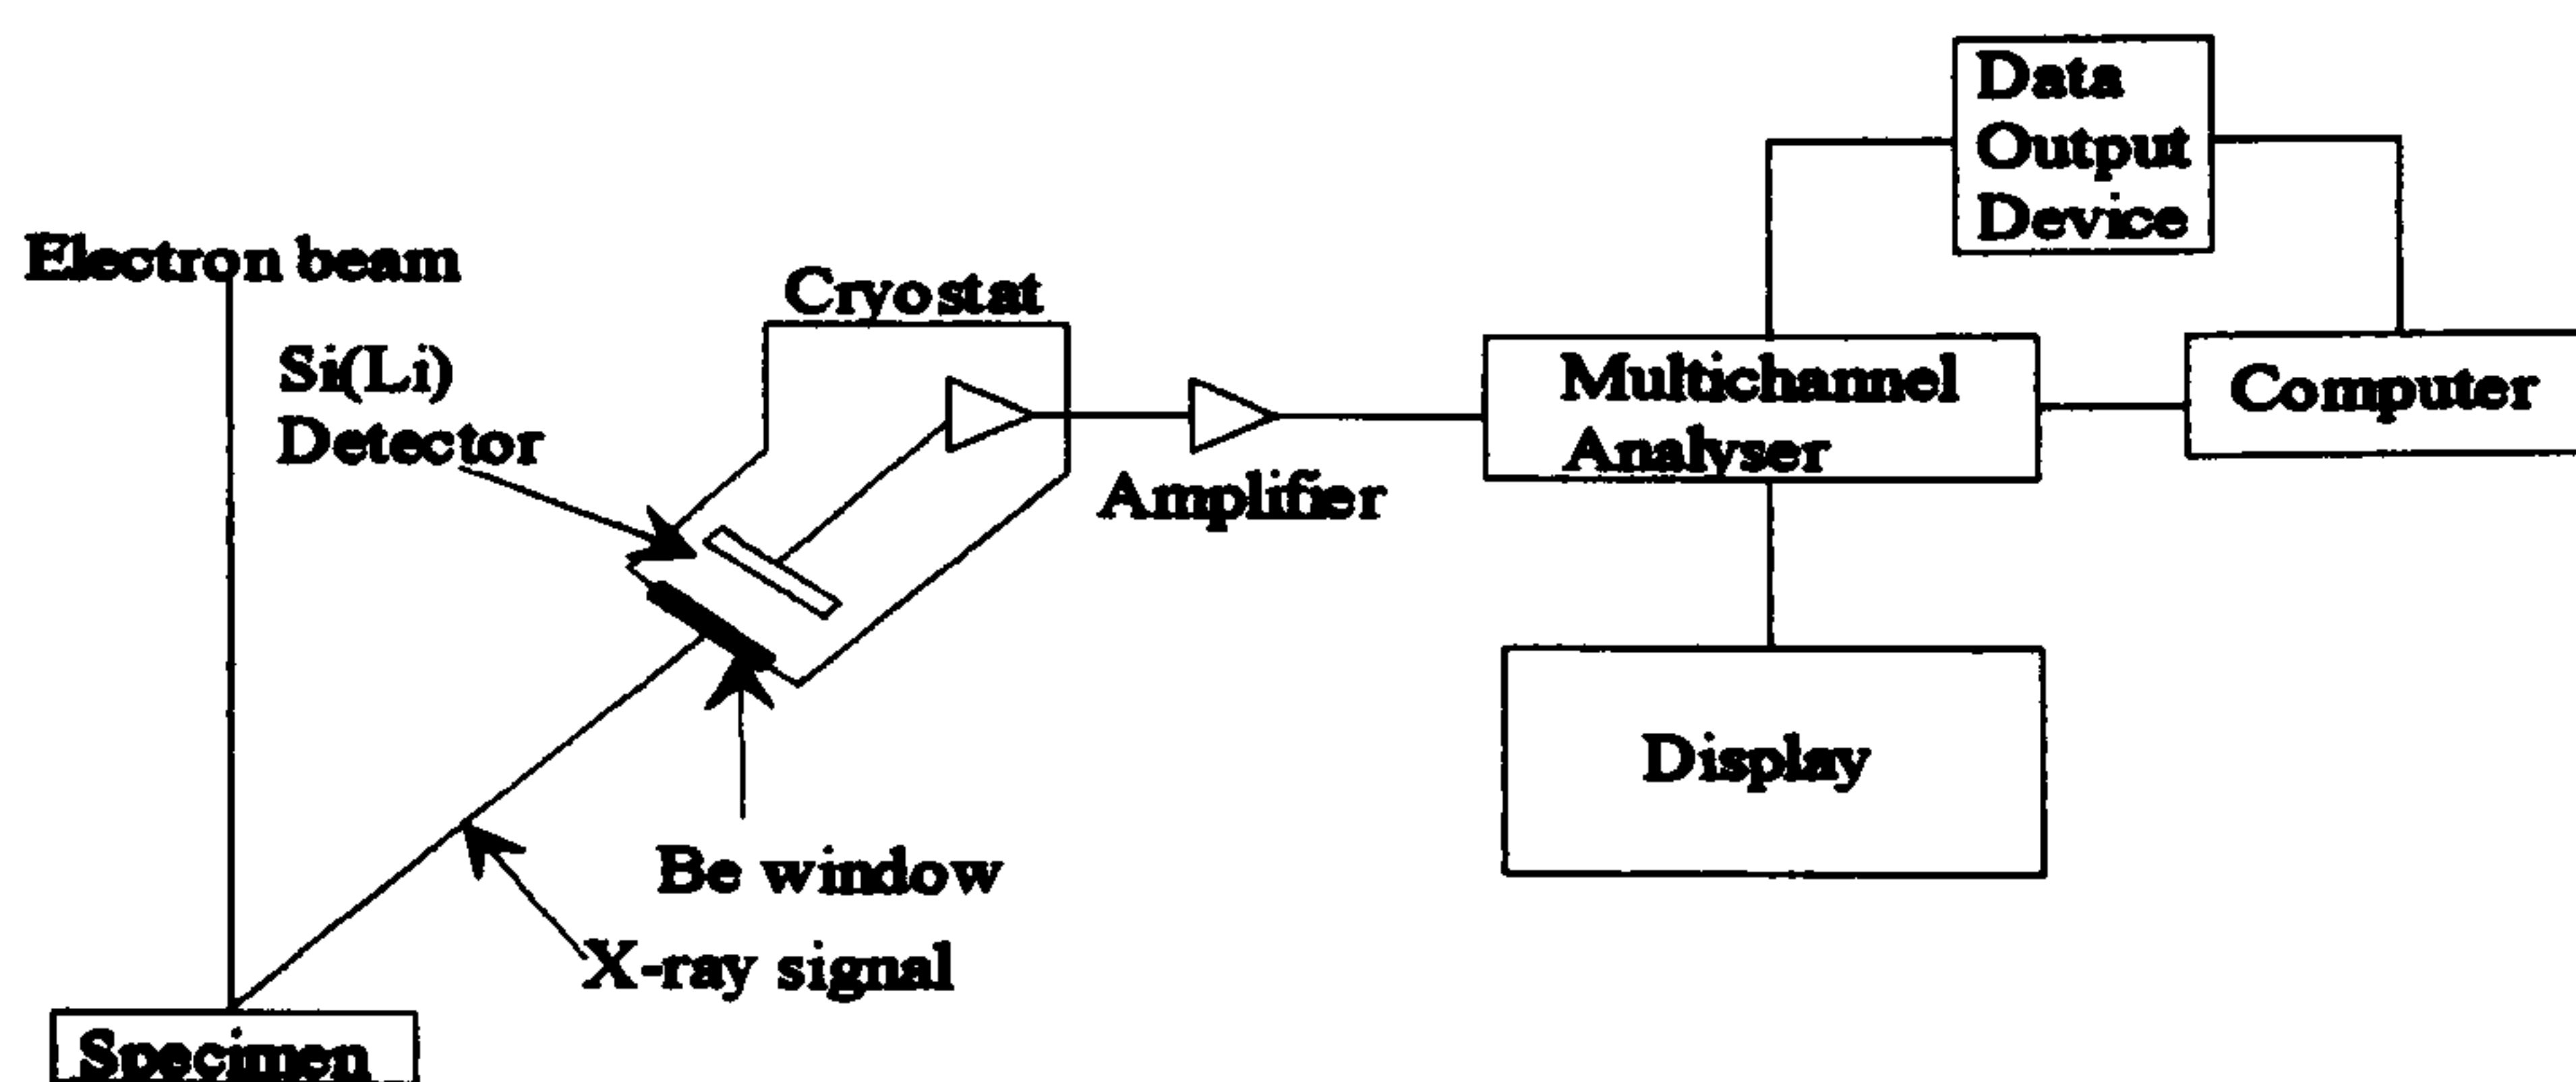 Data
Output
Device
Electron beam
Cryostat
Si(Li)
Detector
Multichannel
Analyser
Computer
Amplifier
Display
Be window
X-ray signal
Specimen